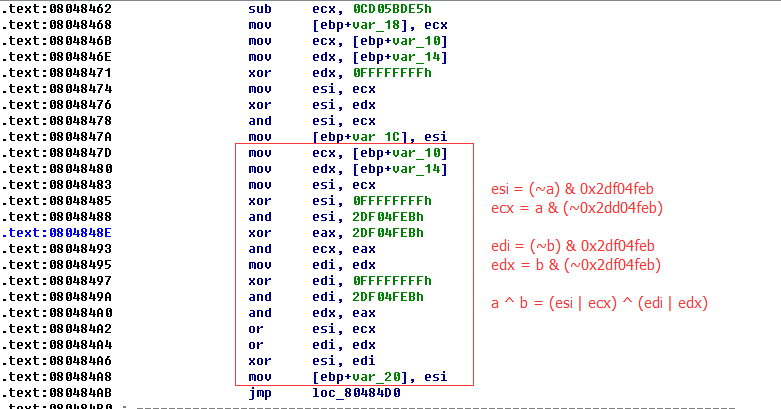 .text:08048462 sub ecx, 0CD05BDE5h
.text:08048468 mov [ebp+var_18], ecx
.text:0804846B mov ecx, [ebp+var_10]
.text:0804846E mov edx, [ebp+var_14]
.text:08048471 xor edx, 0FFFFFFFFh
.text:08048474 mov esi, ecx
.text:08048476 xor esi, edx
.text:08048478 and esi, ecx
.text:0804847A mov [ebp+var_1C], esi
.text:0804847D mov ecx, [ebp+var_10]
.text:08048480 mov edx, [ebp+var_14]
.text:08048483 mov esi, ecx
.text:08048485 xor esi, 0FFFFFFFFh
.text:08048488 and esi, 2DF04FEBh
.text:0804848E xor eax, 2DF04FEBh
.text:08048493 and ecx, eax
.text:08048495 mov edi, edx
.text:08048497 xor edi, 0FFFFFFFFh
.text:0804849A and edi, 2DF04FEBh
.text:080484A0 and edx, eax
.text:080484A2 or esi, ecx
.text:080484A4 or edi, edx
.text:080484A6 xor esi, edi
.text:080484A8 mov [ebp+var_20], esi
.text:080484AB jmp loc_80484D0
.text:080484B0 ; ---------------------------------------------------------------------------
esi = (~a) & 0x2df04feb
ecx = a & (~0x2dd04feb)
edi = (~b) & 0x2df04feb
edx = b & (~0x2df04feb)
a ^ b = (esi | ecx) ^ (edi | edx)